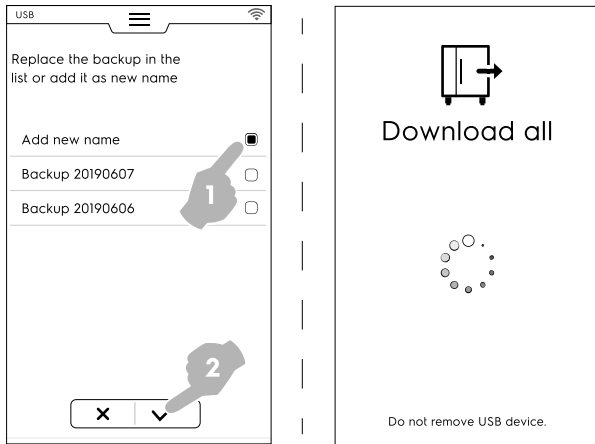 USB
Replace the backup in the
list or add it as new name
Add new name
Backup 20190607
Backup 20190606
1
2
Download all
Do not remove USB device.